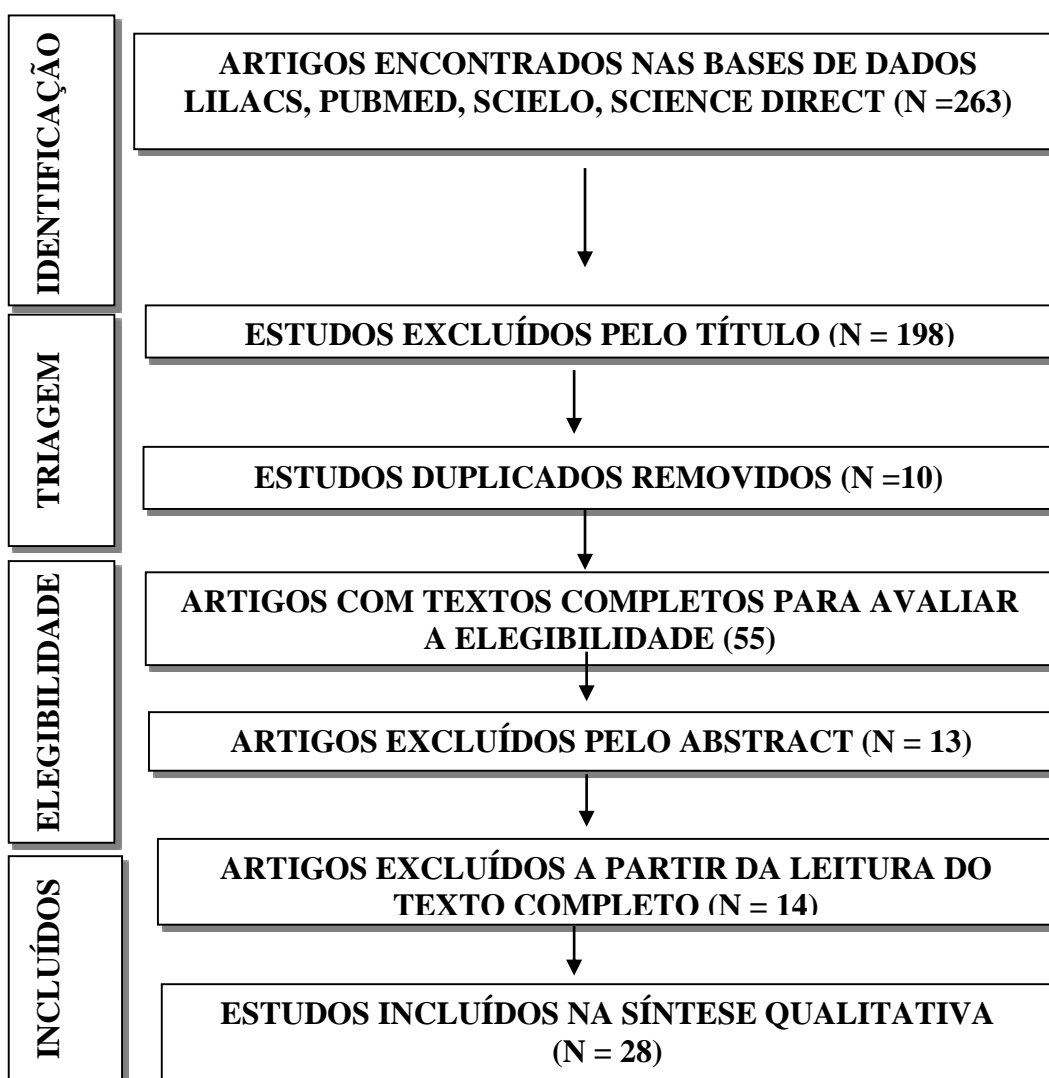 IDENTIFICAÇÃO
ARTIGOS ENCONTRADOS NAS BASES DE DADOS
LILACS, PUBMED, SCIELO, SCIENCE DIRECT (N =263)
TRIAGEM
ESTUDOS EXCLUÍDOS PELO TÍTULO (N = 198)
ESTUDOS DUPLICADOS REMOVIDOS (N =10)
ELEGIBILIDADE
ARTIGOS COM TEXTOS COMPLETOS PARA AVALIAR
A ELEGIBILIDADE (55)
ARTIGOS EXCLUÍDOS PELO ABSTRACT (N = 13)
INCLUÍDOS
ARTIGOS EXCLUÍDOS A PARTIR DA LEITURA DO
TEXTO COMPLETO (N = 14)
ESTUDOS INCLUÍDOS NA SÍNTESE QUALITATIVA
(N = 28)